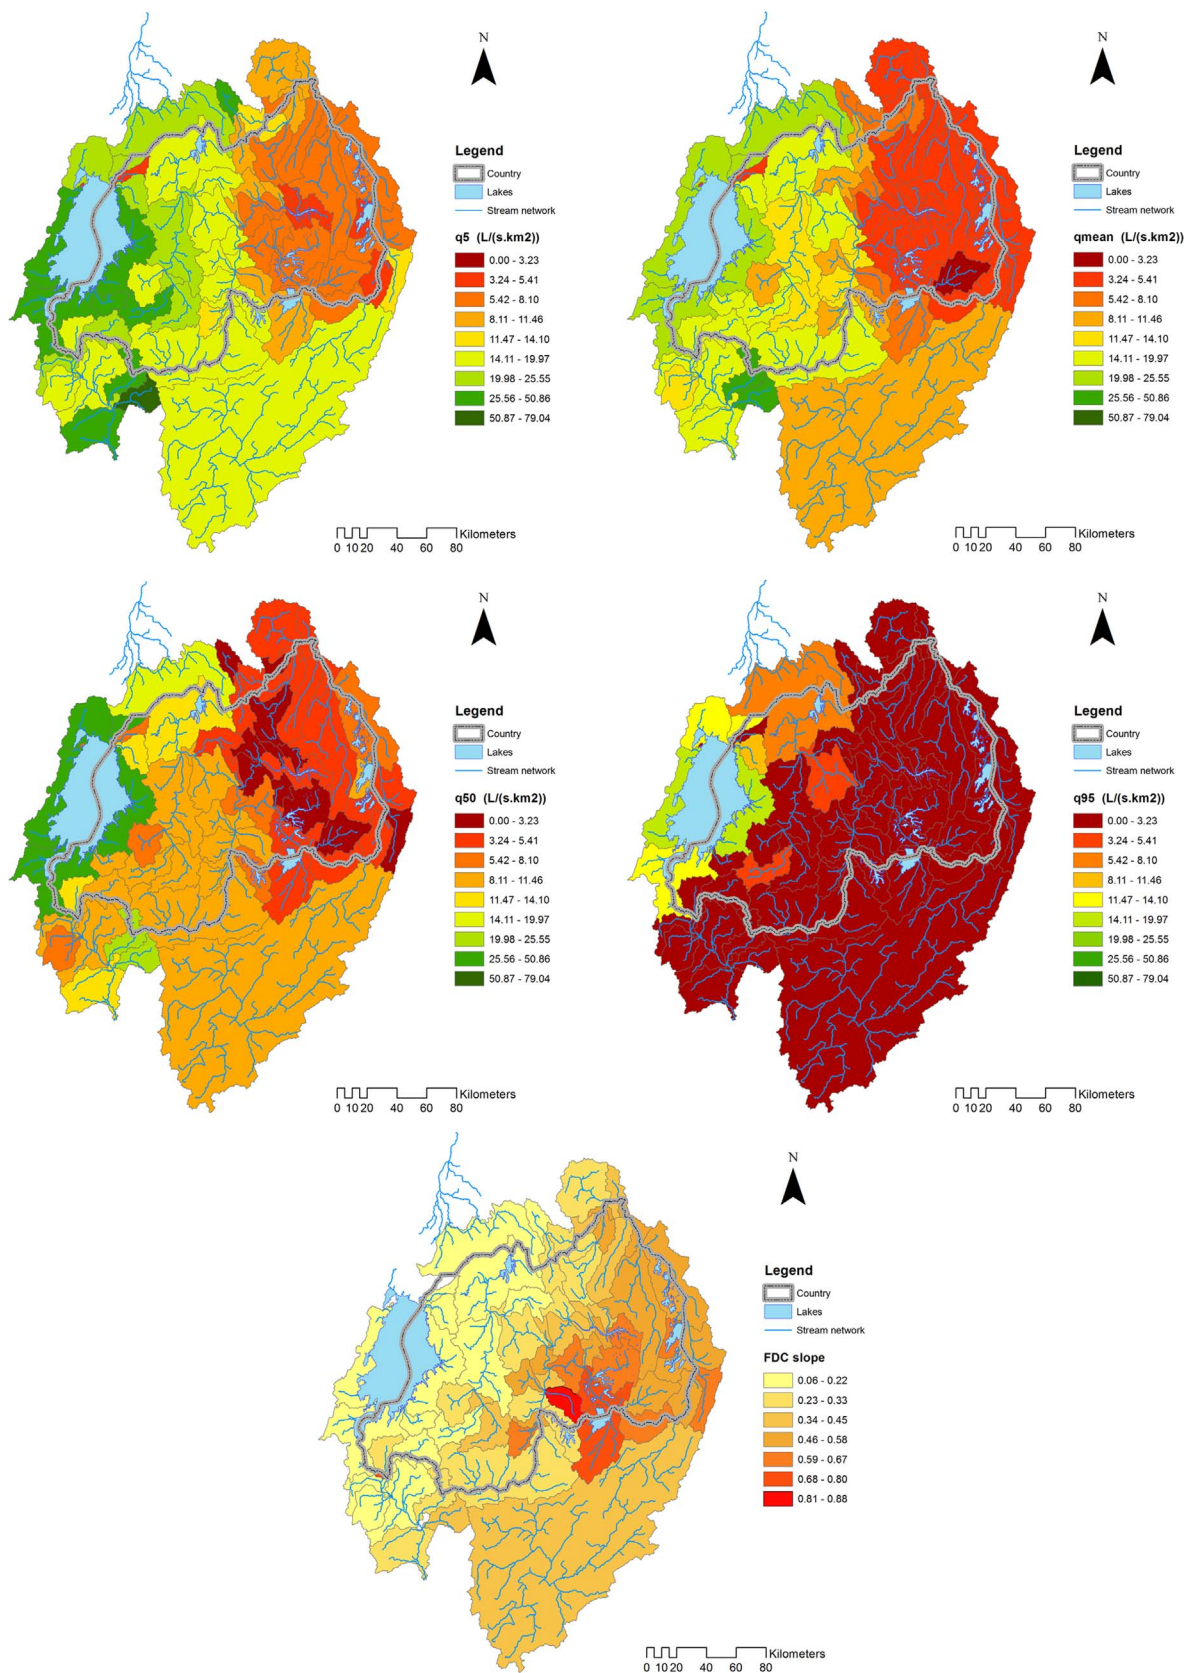 N
Legend
Country
Lakes
Stream network
q5 (L/(s.km2))
0.00 - 3.23
3.24 - 5.41
5.42 - 8.10
8.11 - 11.46
11.47 - 14.10
14.11 - 19.97
19.98 - 25.55
25.56 - 50.86
50.87 - 79.04
Kilometers
0 10 20 40 60 80
N
Legend
Country
Lakes
Stream network
qmean (L/(s.km2))
0.00 - 3.23
3.24 - 5.41
5.42 - 8.10
8.11 - 11.46
11.47 - 14.10
14.11 - 19.97
19.98 - 25.55
25.56 - 50.86
50.87 - 79.04
Kilometers
0 10 20 40 60 80
N
Legend
Country
Lakes
Stream network
q50 (L/(s.km2))
0.00 - 3.23
3.24 - 5.41
5.42 - 8.10
8.11 - 11.46
11.47 - 14.10
14.11 - 19.97
19.98 - 25.55
25.56 - 50.86
50.87 - 79.04
Kilometers
0 10 20 40 60 80
N
Legend
Country
Lakes
Stream network
q95 (L/(s.km2))
0.00 - 3.23
3.24 - 5.41
5.42 - 8.10
8.11 - 11.46
11.47 - 14.10
14.11 - 19.97
19.98 - 25.55
25.56 - 50.86
50.87 - 79.04
Kilometers
0 10 20 40 60 80
N
Legend
Country
Lakes
Stream network
FDC slope
0.06 - 0.22
0.23 - 0.33
0.34 - 0.45
0.46 - 0.58
0.59 - 0.67
0.68 - 0.80
0.81 - 0.88
Kilometers
0 10 20 40 60 80